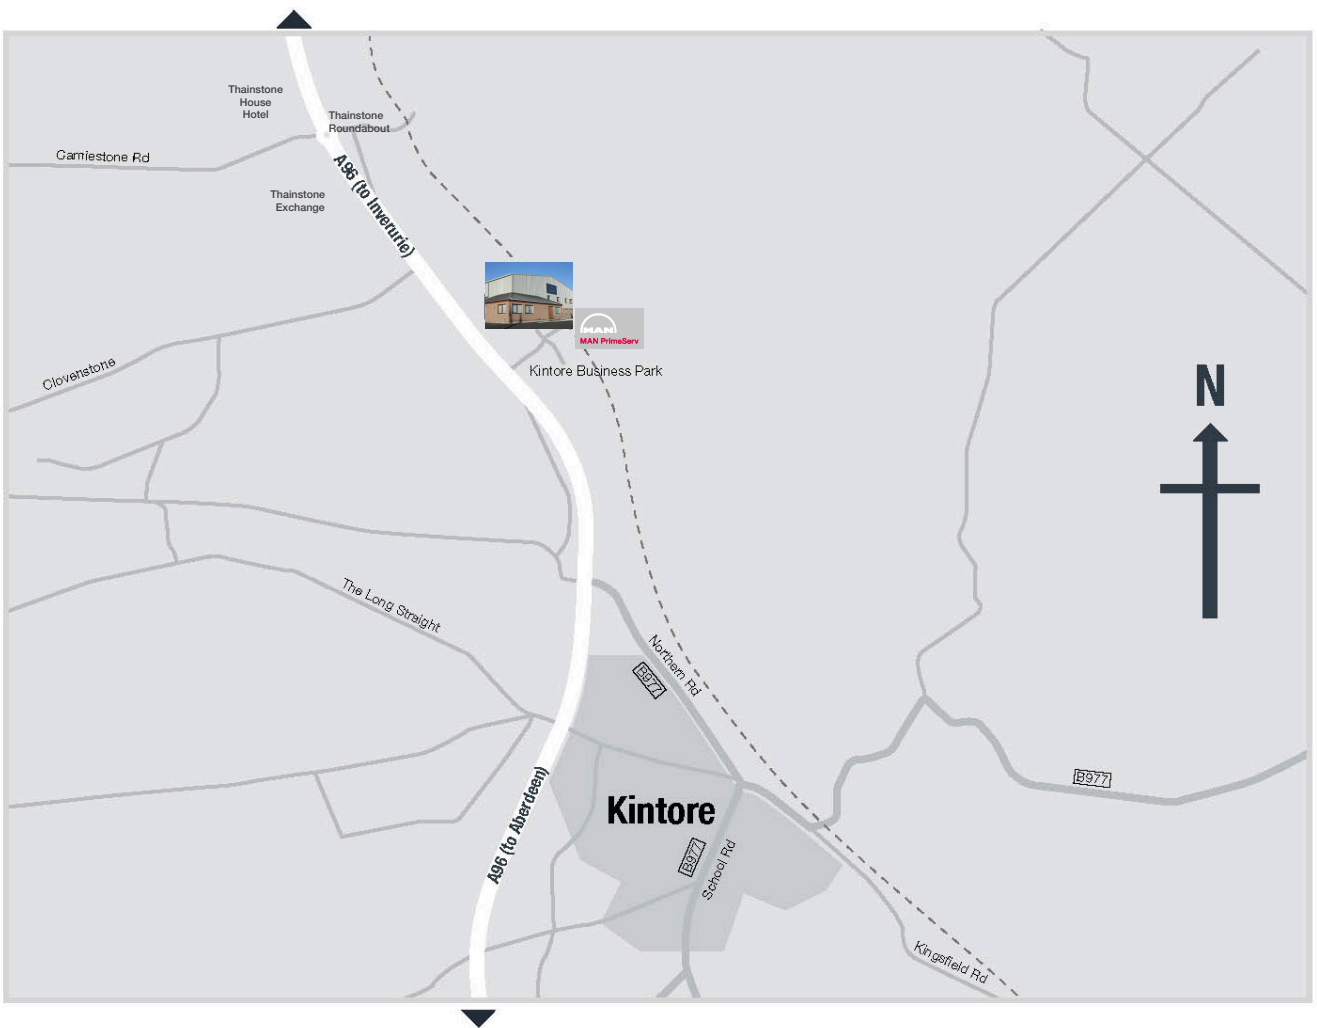 Thainstone
House
Hotel
Thainstone
Roundabout
Camiestone Rd
A96 (to Inverurie)
Thainstone
Exchange
MAN
MAN PrimeServ
Kintore Business Park
Clovenstone
N
The Long Straight
Northern Rd
B977
B977
A96 (to Aberdeen)
Kintore
B977
School Rd
Kingsfield Rd